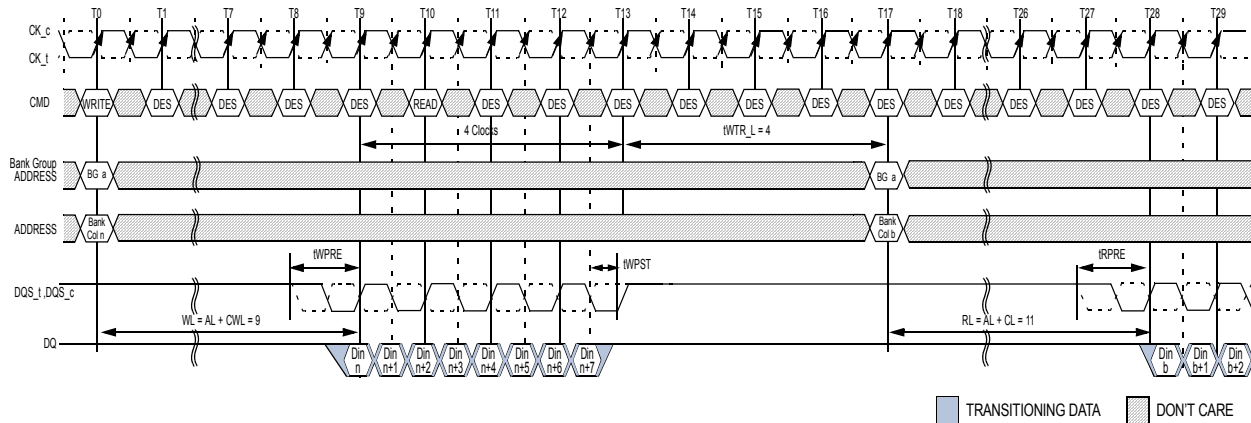 T0 T1 T7 T8 T9 T10 T11 T12 T13 T14 T15 T16 T17 T18 T26 T27 T28 T29
CK_c
CK_t
CMD WRITE DES DES DES DES READ DES DES DES DES DES DES DES DES DES DES DES DES
4 Clocks tWTR_L = 4
Bank Group
ADDRESS BG a BG a
ADDRESS Bank Col n Bank Col b
tWPRE tWPST tRPRE
DQS_t ,DQS_c
WL = AL + CWL = 9 RL = AL + CL = 11
DQ Din n Din n+1 Din n+2 Din n+3 Din n+4 Din n+5 Din n+6 Din n+7 Din b Din b+1 Din b+2
TRANSITIONING DATA DON'T CARE